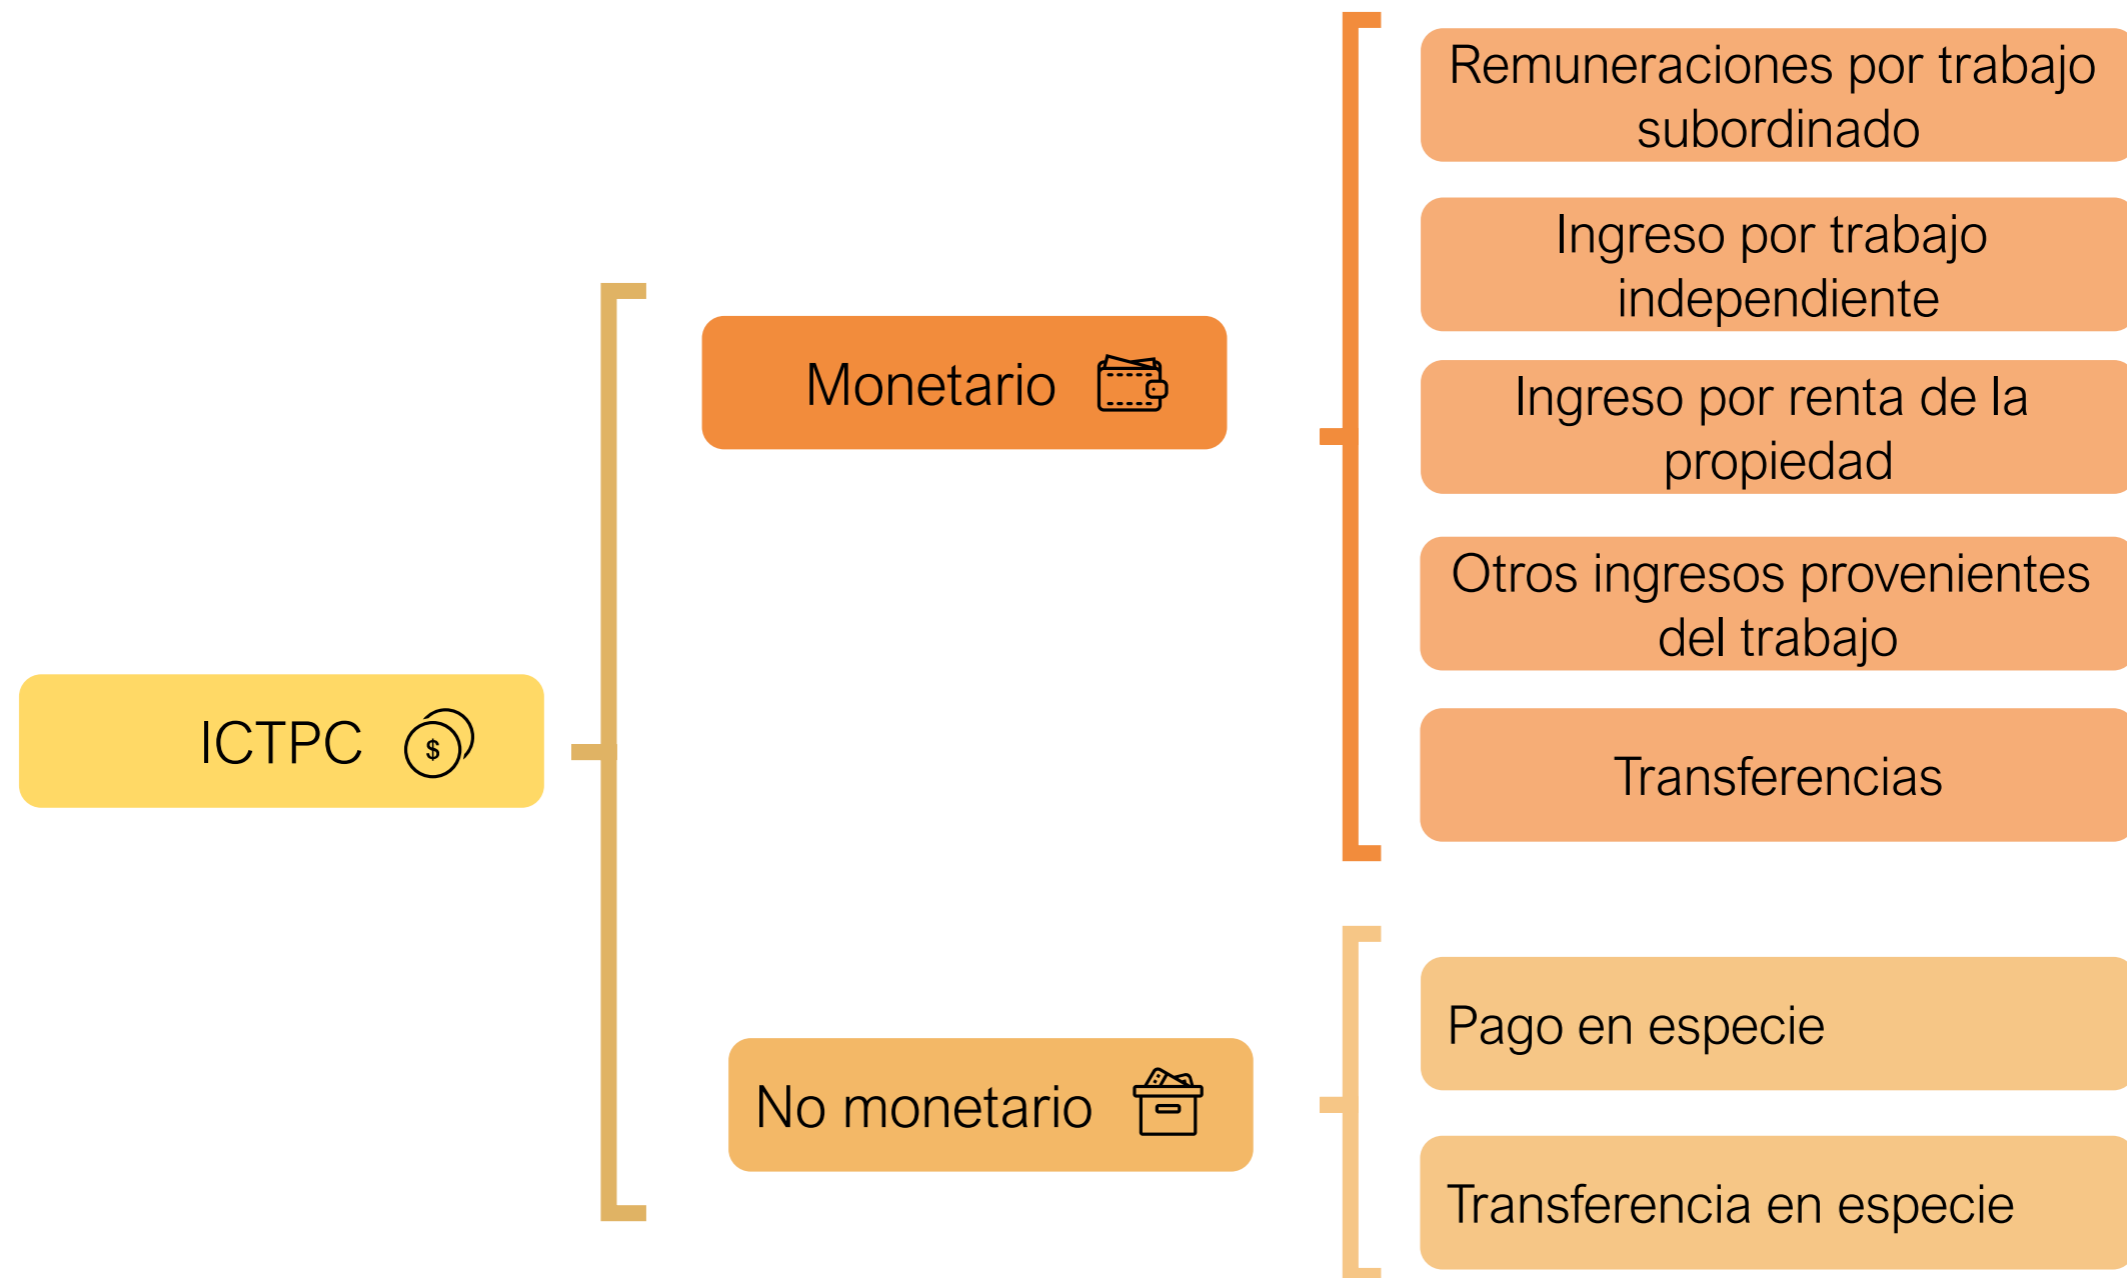 ICTPC
$
Monetario
Remuneraciones por trabajo
subordinado
Ingreso por trabajo
independiente
Ingreso por renta de la
propiedad
Otros ingresos provenientes
del trabajo
Transferencias
No monetario
Pago en especie
Transferencia en especie